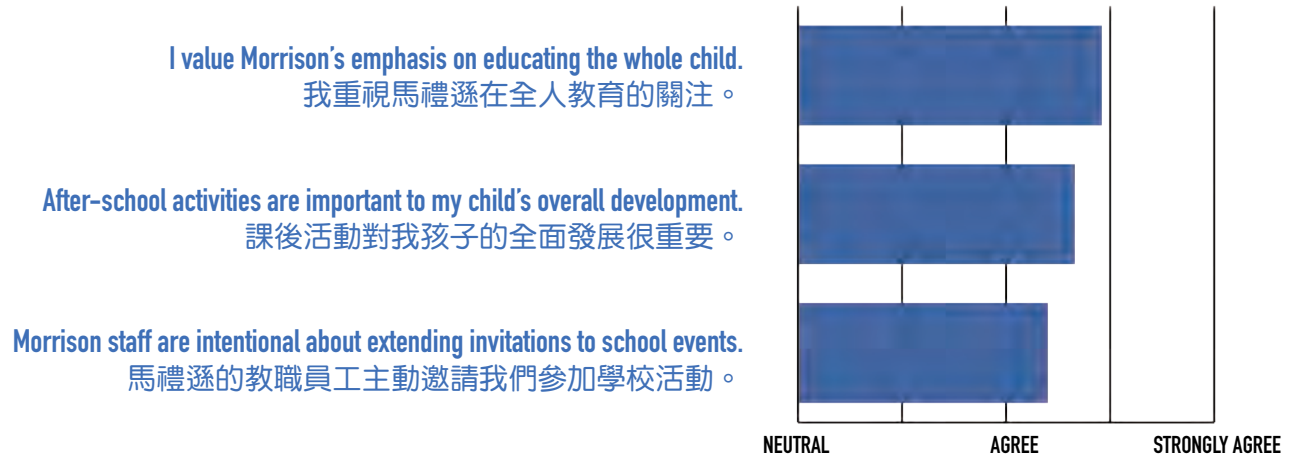 I value Morrison's emphasis on educating the whole child.
我重視馬禮遜在全人教育的關注。
After-school activities are important to my child's overall development.
課後活動對我孩子的全面發展很重要。
Morrison staff are intentional about extending invitations to school events.
馬禮遜的教職員工主動邀請我們參加學校活動。
NEUTRAL AGREE STRONGLY AGREE